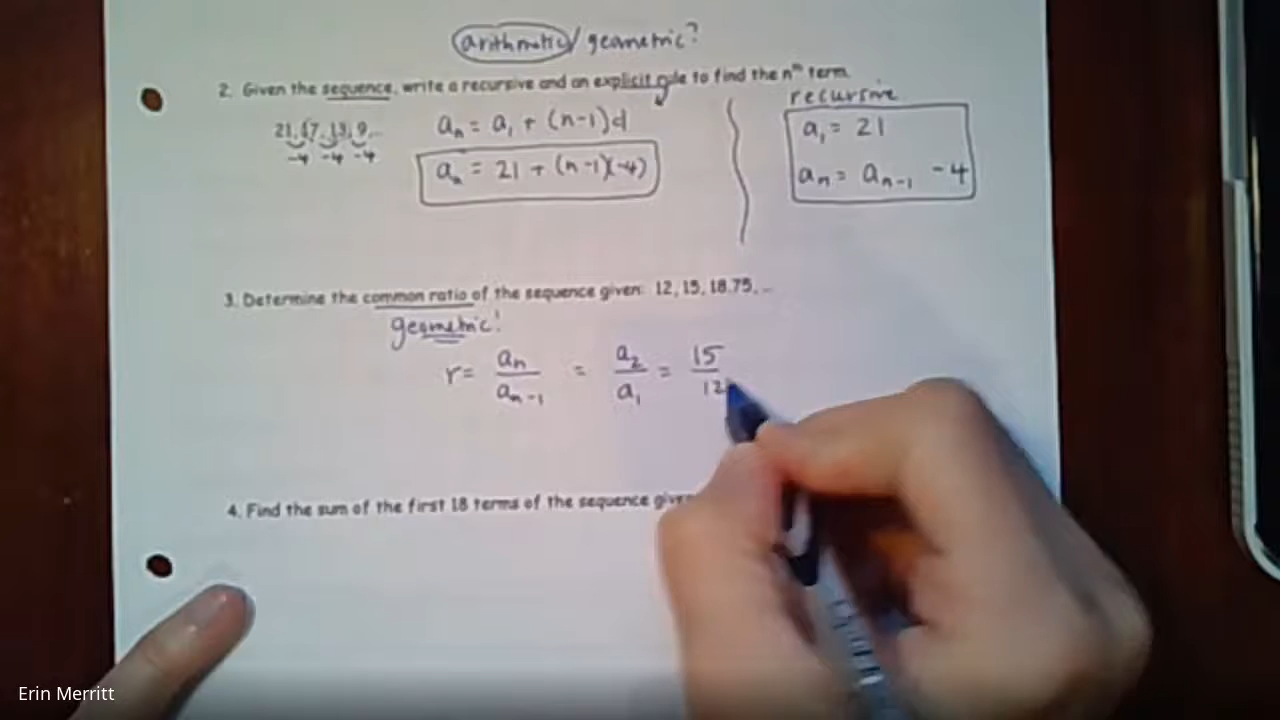 arithmetic/geometric?
2. Given the sequence, write a recursive and an explicit rule to find the nth term.
21, 17, 13, 9, ...
-4 -4 -4
aₙ = a₁ + (n-1)d
aₙ = 21 + (n-1)(-4)
recursive
a₁ = 21
aₙ = aₙ₋₁ -4
3. Determine the common ratio of the sequence given: 12, 15, 18.75, ...
geometric!
r = aₙ/aₙ₋₁ = a₂/a₁ = 15/12
4. Find the sum of the first 18 terms of the sequence
Erin Merritt